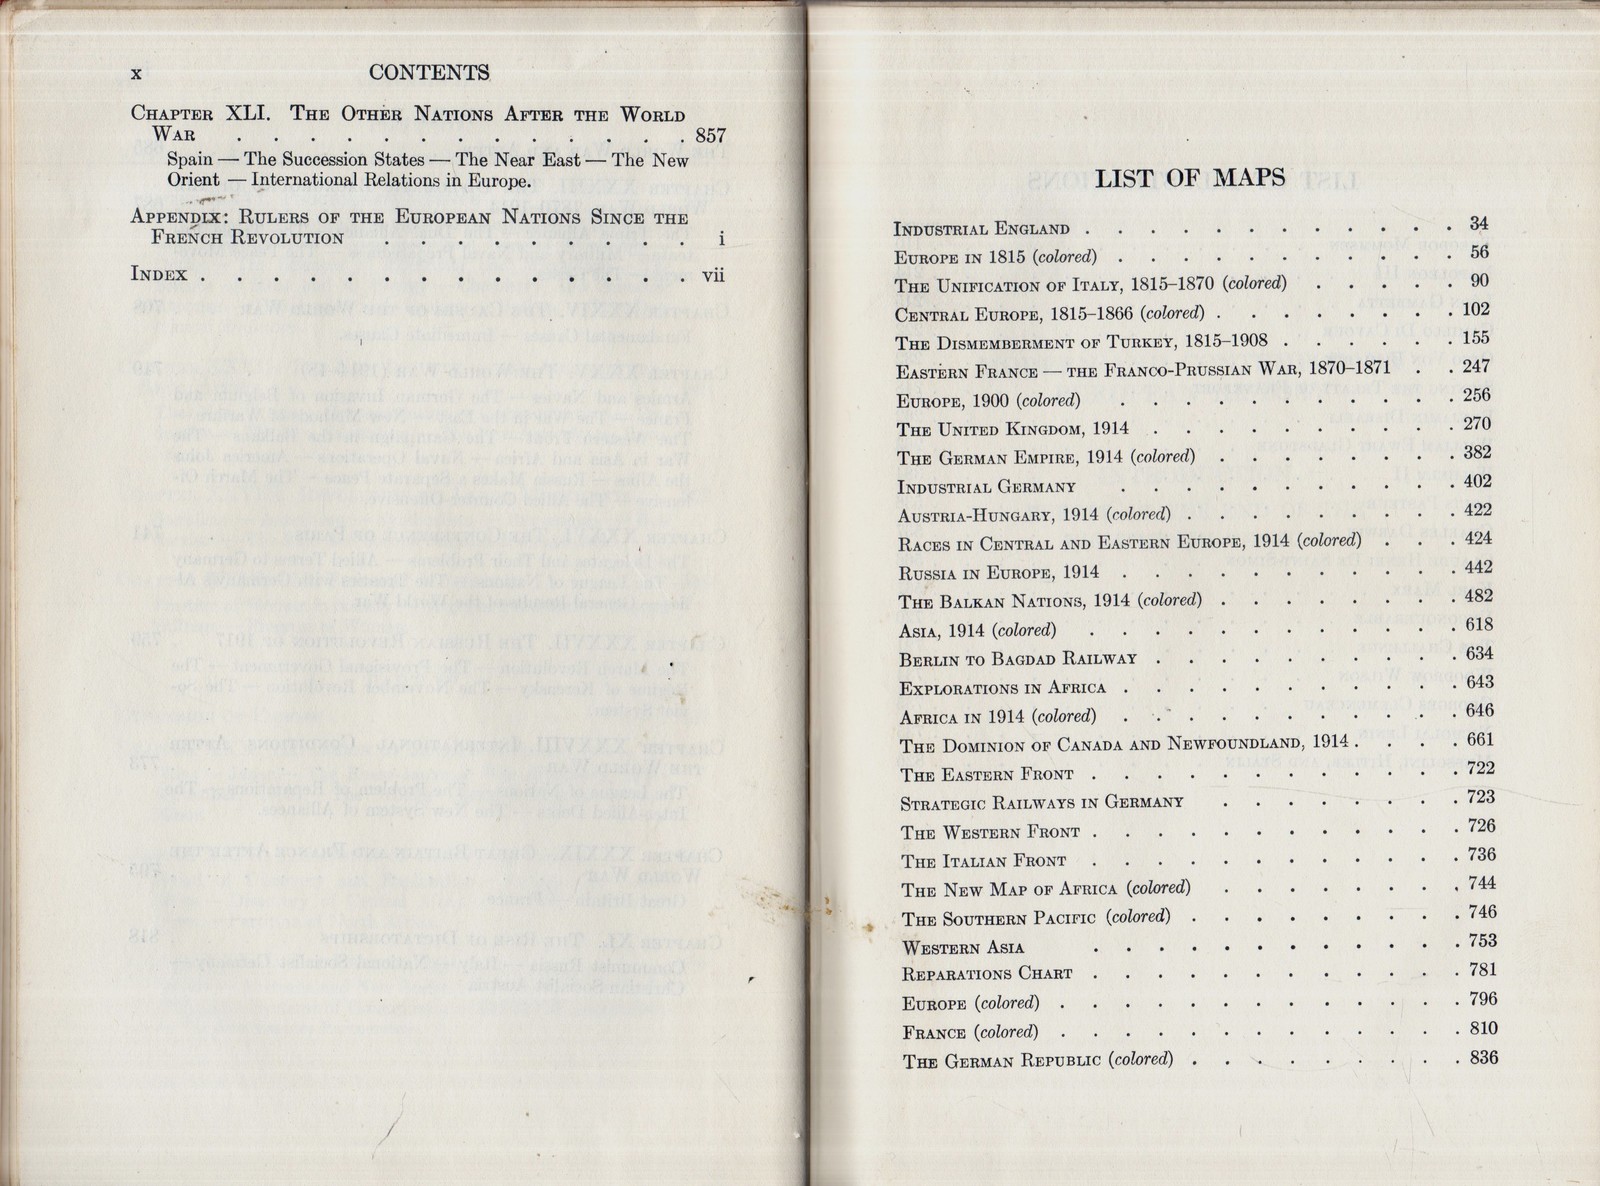 x CONTENTS
Chapter XLI. The Other Nations After the World
War . . . . . . . . . . . . . 857
Spain — The Succession States — The Near East — The New
Orient — International Relations in Europe.
Appendix: Rulers of the European Nations Since the
French Revolution . . . . . . . . . i
Index . . . . . . . . . . . . . . vii
LIST OF MAPS
Industrial England . . . . . . . . . . . . 34
Europe in 1815 (colored) . . . . . . . . . . . 56
The Unification of Italy, 1815–1870 (colored) . . . . . 90
Central Europe, 1815–1866 (colored) . . . . . . . . 102
The Dismemberment of Turkey, 1815–1908 . . . . . . 155
Eastern France — the Franco-Prussian War, 1870–1871 . . 247
Europe, 1900 (colored) . . . . . . . . . . . 256
The United Kingdom, 1914 . . . . . . . . . . 270
The German Empire, 1914 (colored) . . . . . . . . 382
Industrial Germany . . . . . . . . . . . 402
Austria-Hungary, 1914 (colored) . . . . . . . . . 422
Races in Central and Eastern Europe, 1914 (colored) . . . 424
Russia in Europe, 1914 . . . . . . . . . . . 442
The Balkan Nations, 1914 (colored) . . . . . . . . 482
Asia, 1914 (colored) . . . . . . . . . . . . 618
Berlin to Bagdad Railway . . . . . . . . . . 634
Explorations in Africa . . . . . . . . . . . 643
Africa in 1914 (colored) . . . . . . . . . . . 646
The Dominion of Canada and Newfoundland, 1914 . . . . 661
The Eastern Front . . . . . . . . . . . . 722
Strategic Railways in Germany . . . . . . . . 723
The Western Front . . . . . . . . . . . . 726
The Italian Front . . . . . . . . . . . . 736
The New Map of Africa (colored) . . . . . . . . 744
The Southern Pacific (colored) . . . . . . . . . 746
Western Asia . . . . . . . . . . . . 753
Reparations Chart . . . . . . . . . . . . 781
Europe (colored) . . . . . . . . . . . . . 796
France (colored) . . . . . . . . . . . . . 810
The German Republic (colored) . . . . . . . . . 836